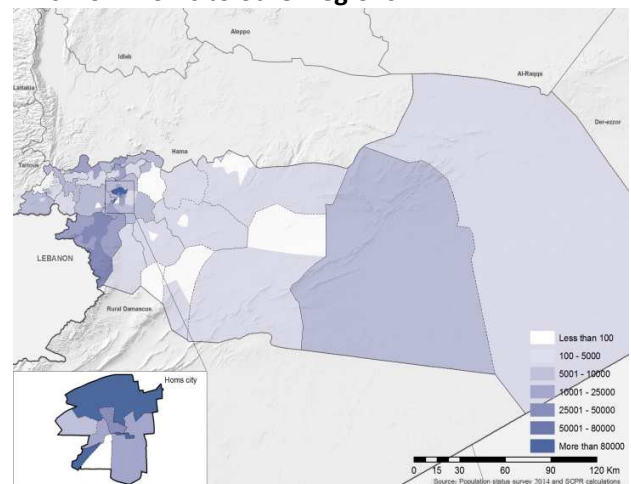 Aleppo
Idleb
Al-Raqqa
Lattakia
Der-ezzor
Hama
Tartous
LEBANON
Rural Damascus
Less than 100
100 - 5000
5001 - 10000
10001 - 25000
25001 - 50000
50001 - 80000
More than 80000
Homs city
0 15 30 60 90 120 Km
Source: Population status survey 2014 and SCPR calculations